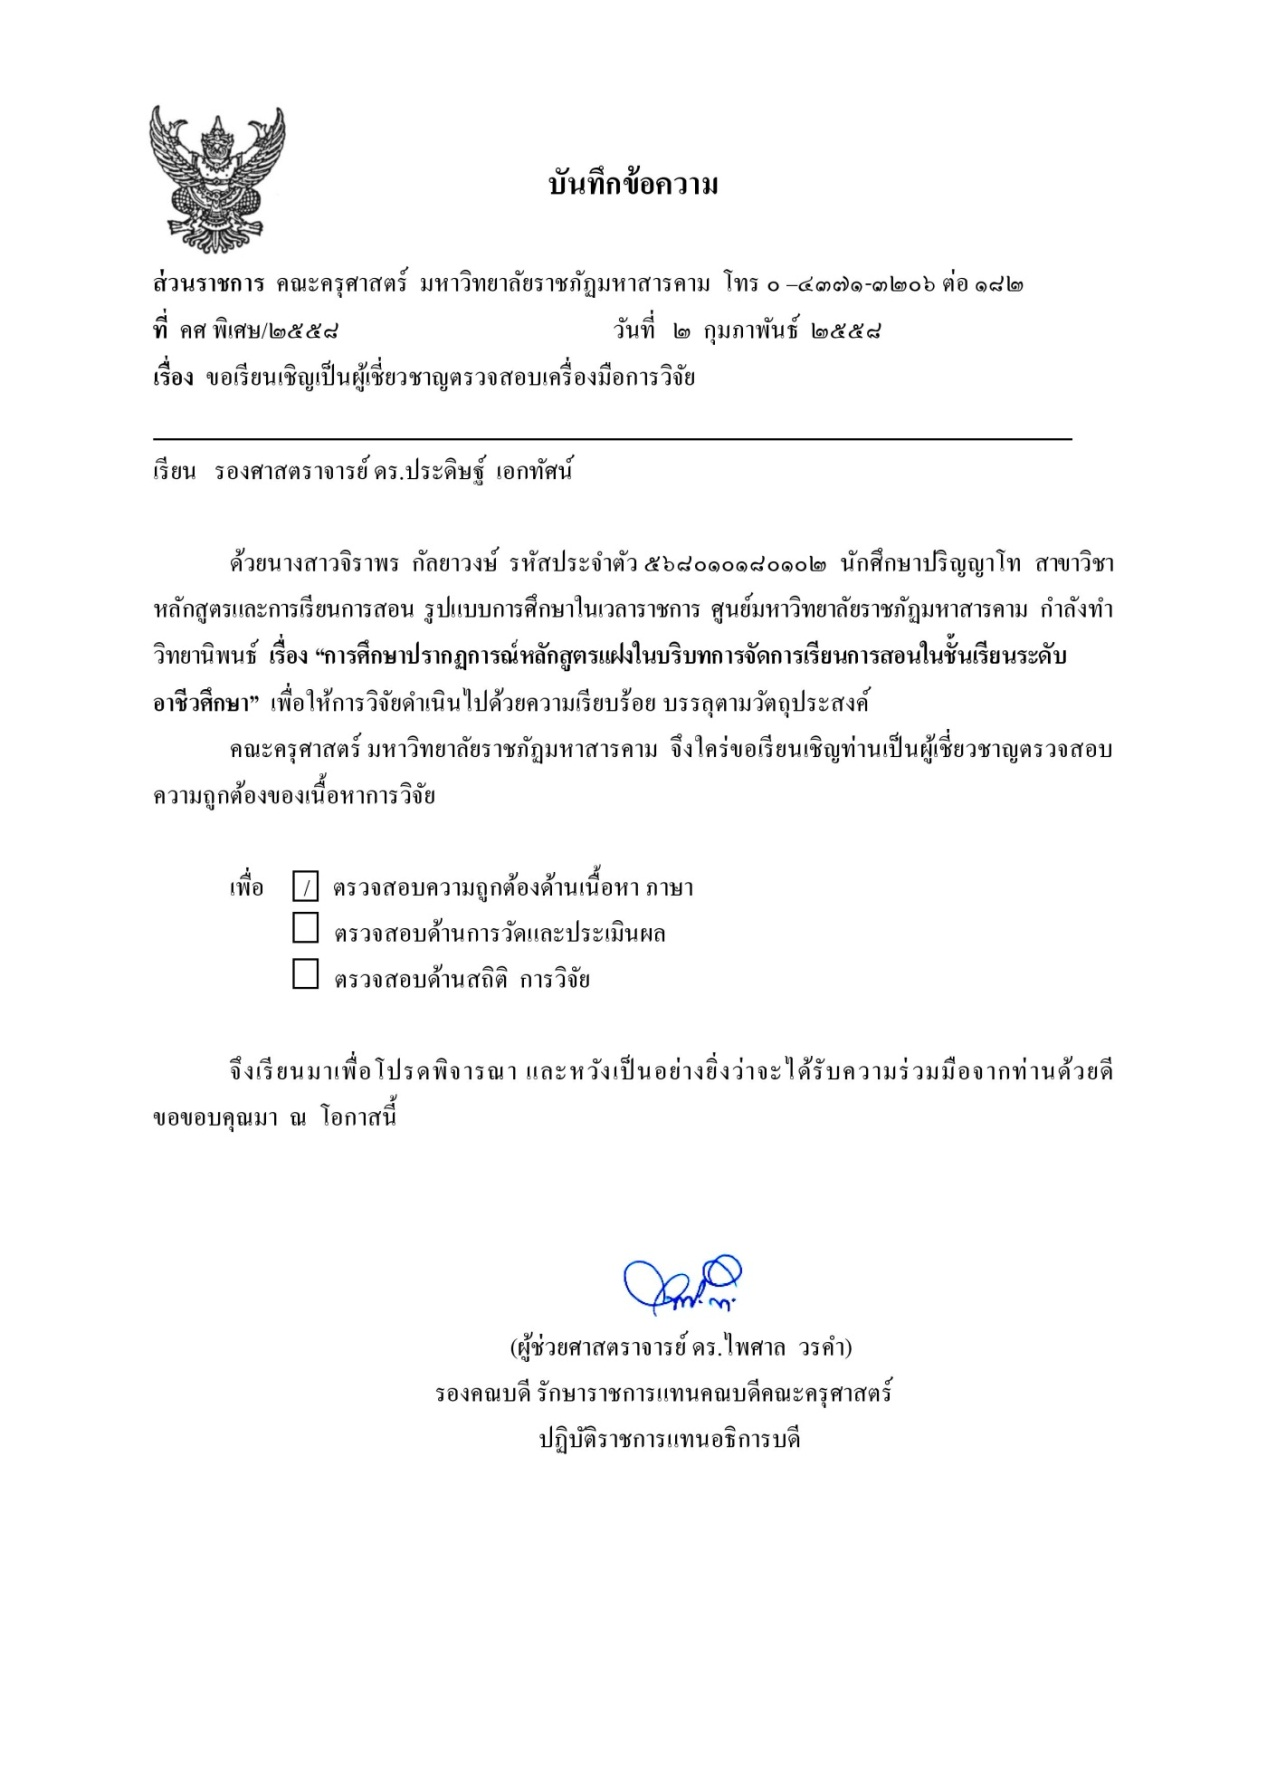 บันทึกข้อความ
ส่วนราชการ คณะครุศาสตร์ มหาวิทยาลัยราชภัฏมหาสารคาม โทร ๐ –๔๓๗๑-๓๒๐๖ ต่อ ๑๘๒
ที่ คศ พิเศษ/๒๕๕๘ วันที่ ๒ กุมภาพันธ์ ๒๕๕๘
เรื่อง ขอเรียนเชิญเป็นผู้เชี่ยวชาญตรวจสอบเครื่องมือการวิจัย
เรียน รองศาสตราจารย์ ดร.ประดิษฐ์ เอกทัศน์
ด้วยนางสาวจิราพร กัลยาวงษ์ รหัสประจำตัว ๕๖๘๐๑๐๑๘๐๑๐๒ นักศึกษาปริญญาโท สาขาวิชา
หลักสูตรและการเรียนการสอน รูปแบบการศึกษาในเวลาราชการ ศูนย์มหาวิทยาลัยราชภัฏมหาสารคาม กำลังทำ
วิทยานิพนธ์ เรื่อง “การศึกษาปรากฏการณ์หลักสูตรแฝงในบริบทการจัดการเรียนการสอนในชั้นเรียนระดับ
อาชีวศึกษา” เพื่อให้การวิจัยดำเนินไปด้วยความเรียบร้อย บรรลุตามวัตถุประสงค์
คณะครุศาสตร์ มหาวิทยาลัยราชภัฏมหาสารคาม จึงใคร่ขอเรียนเชิญท่านเป็นผู้เชี่ยวชาญตรวจสอบ
ความถูกต้องของเนื้อหาการวิจัย
เพื่อ / ตรวจสอบความถูกต้องด้านเนื้อหา ภาษา
ตรวจสอบด้านการวัดและประเมินผล
ตรวจสอบด้านสถิติ การวิจัย
จึงเรียนมาเพื่อโปรดพิจารณา และหวังเป็นอย่างยิ่งว่าจะได้รับความร่วมมือจากท่านด้วยดี
ขอขอบคุณมา ณ โอกาสนี้
(ผู้ช่วยศาสตราจารย์ ดร.ไพศาล วรคำ)
รองคณบดี รักษาราชการแทนคณบดีคณะครุศาสตร์
ปฏิบัติราชการแทนอธิการบดี